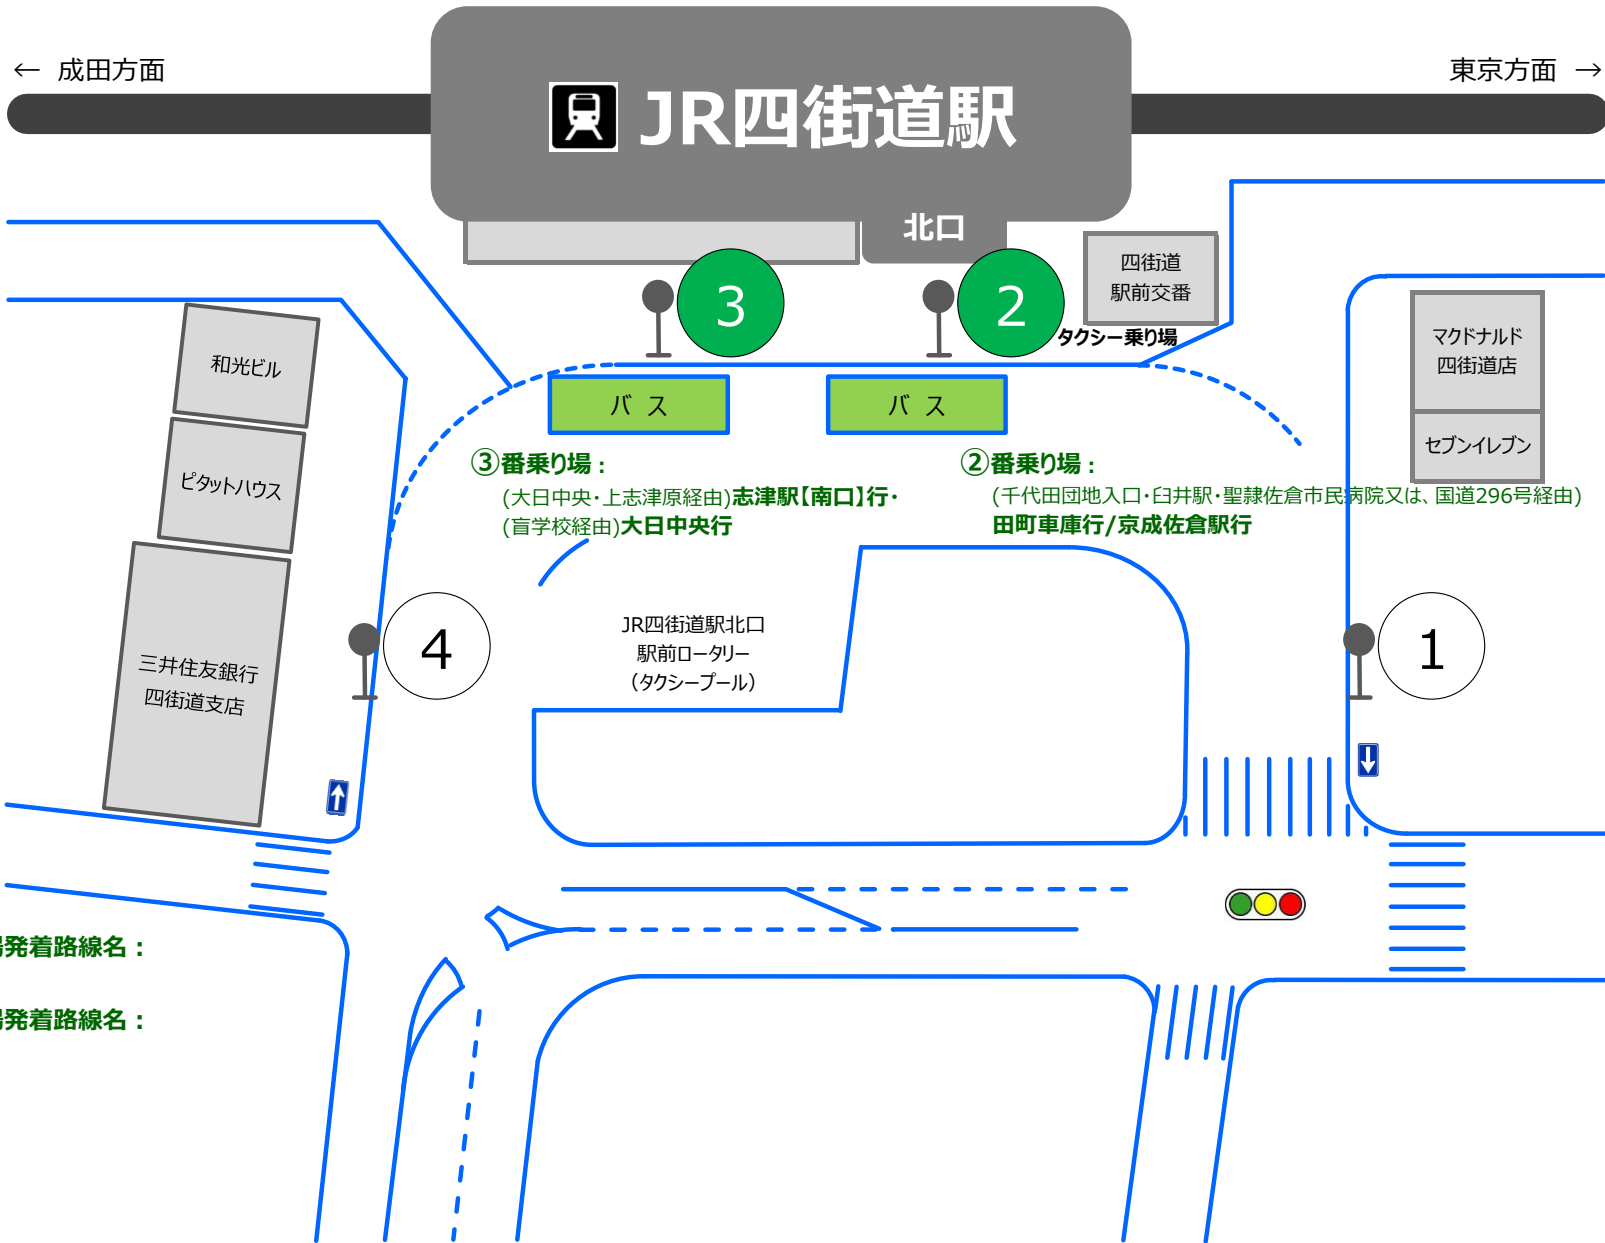 ← 成田方面
東京方面 →
JR四街道駅
北口
四街道
駅前交番
タクシー乗り場
3
2
マクドナルド
四街道店
セブンイレブン
和光ビル
ピタットハウス
バ ス
バ ス
③番乗り場：
(大日中央・上志津原経由)志津駅【南口】行・
(盲学校経由)大日中央行
②番乗り場：
(千代田団地入口・臼井駅・聖隷佐倉市民病院又は、国道296号経由)
田町車庫行/京成佐倉駅行
JR四街道駅北口
駅前ロータリー
（タクシープール）
4
1
三井住友銀行
四街道支店
発着路線名：
発着路線名：